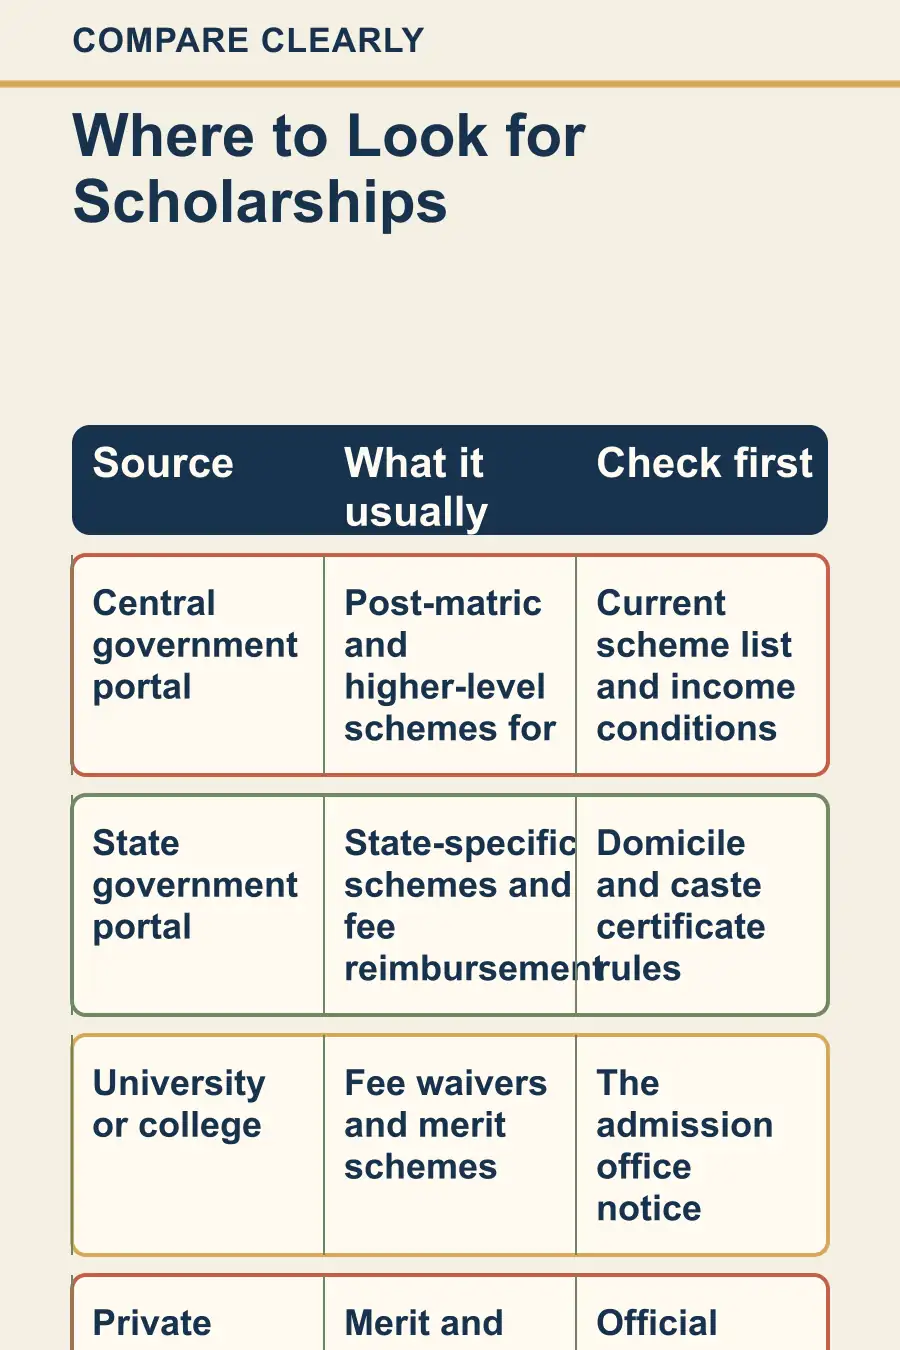 COMPARE CLEARLY
Where to Look for
Scholarships
Source
What it
usually
Check first
Central
government
portal
Post-matric
and
higher-level
schemes for
Current
scheme list
and income
conditions
State
government
portal
State-specific
schemes and
fee
reimbursement
Domicile
and caste
certificate
rules
University
or college
Fee waivers
and merit
schemes
The
admission
office
notice
Private
Merit and
Official